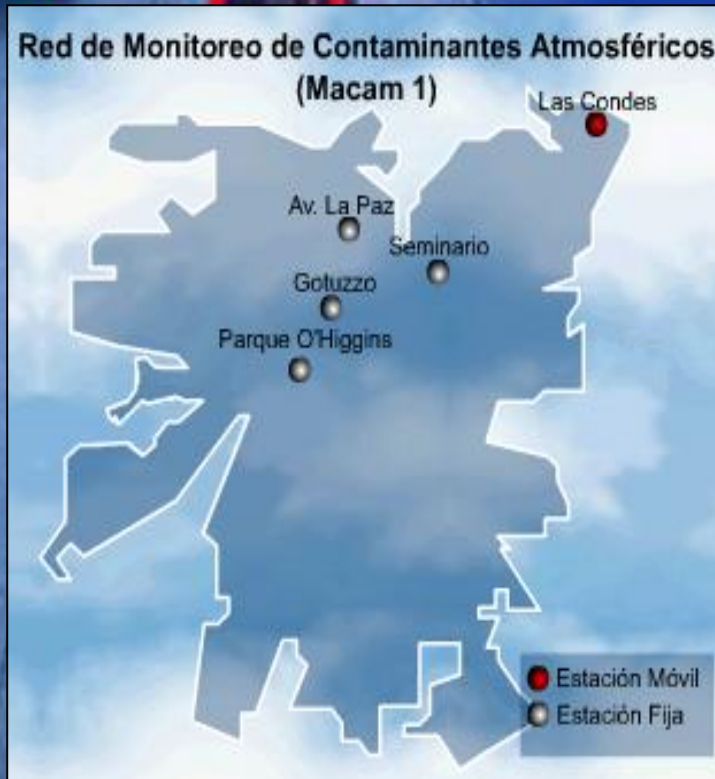 Red de Monitoreo de Contaminantes Atmosféricos
(Macam 1)
Las Condes
Av. La Paz
Seminario
Gotuzzo
Parque O'Higgins
Estación Móvil
Estación Fija